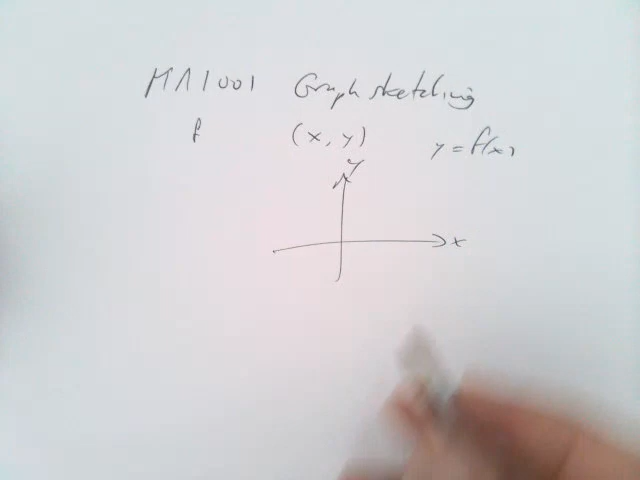 MA1001 Graph sketching
f (x, y) y = f(x)
y
x